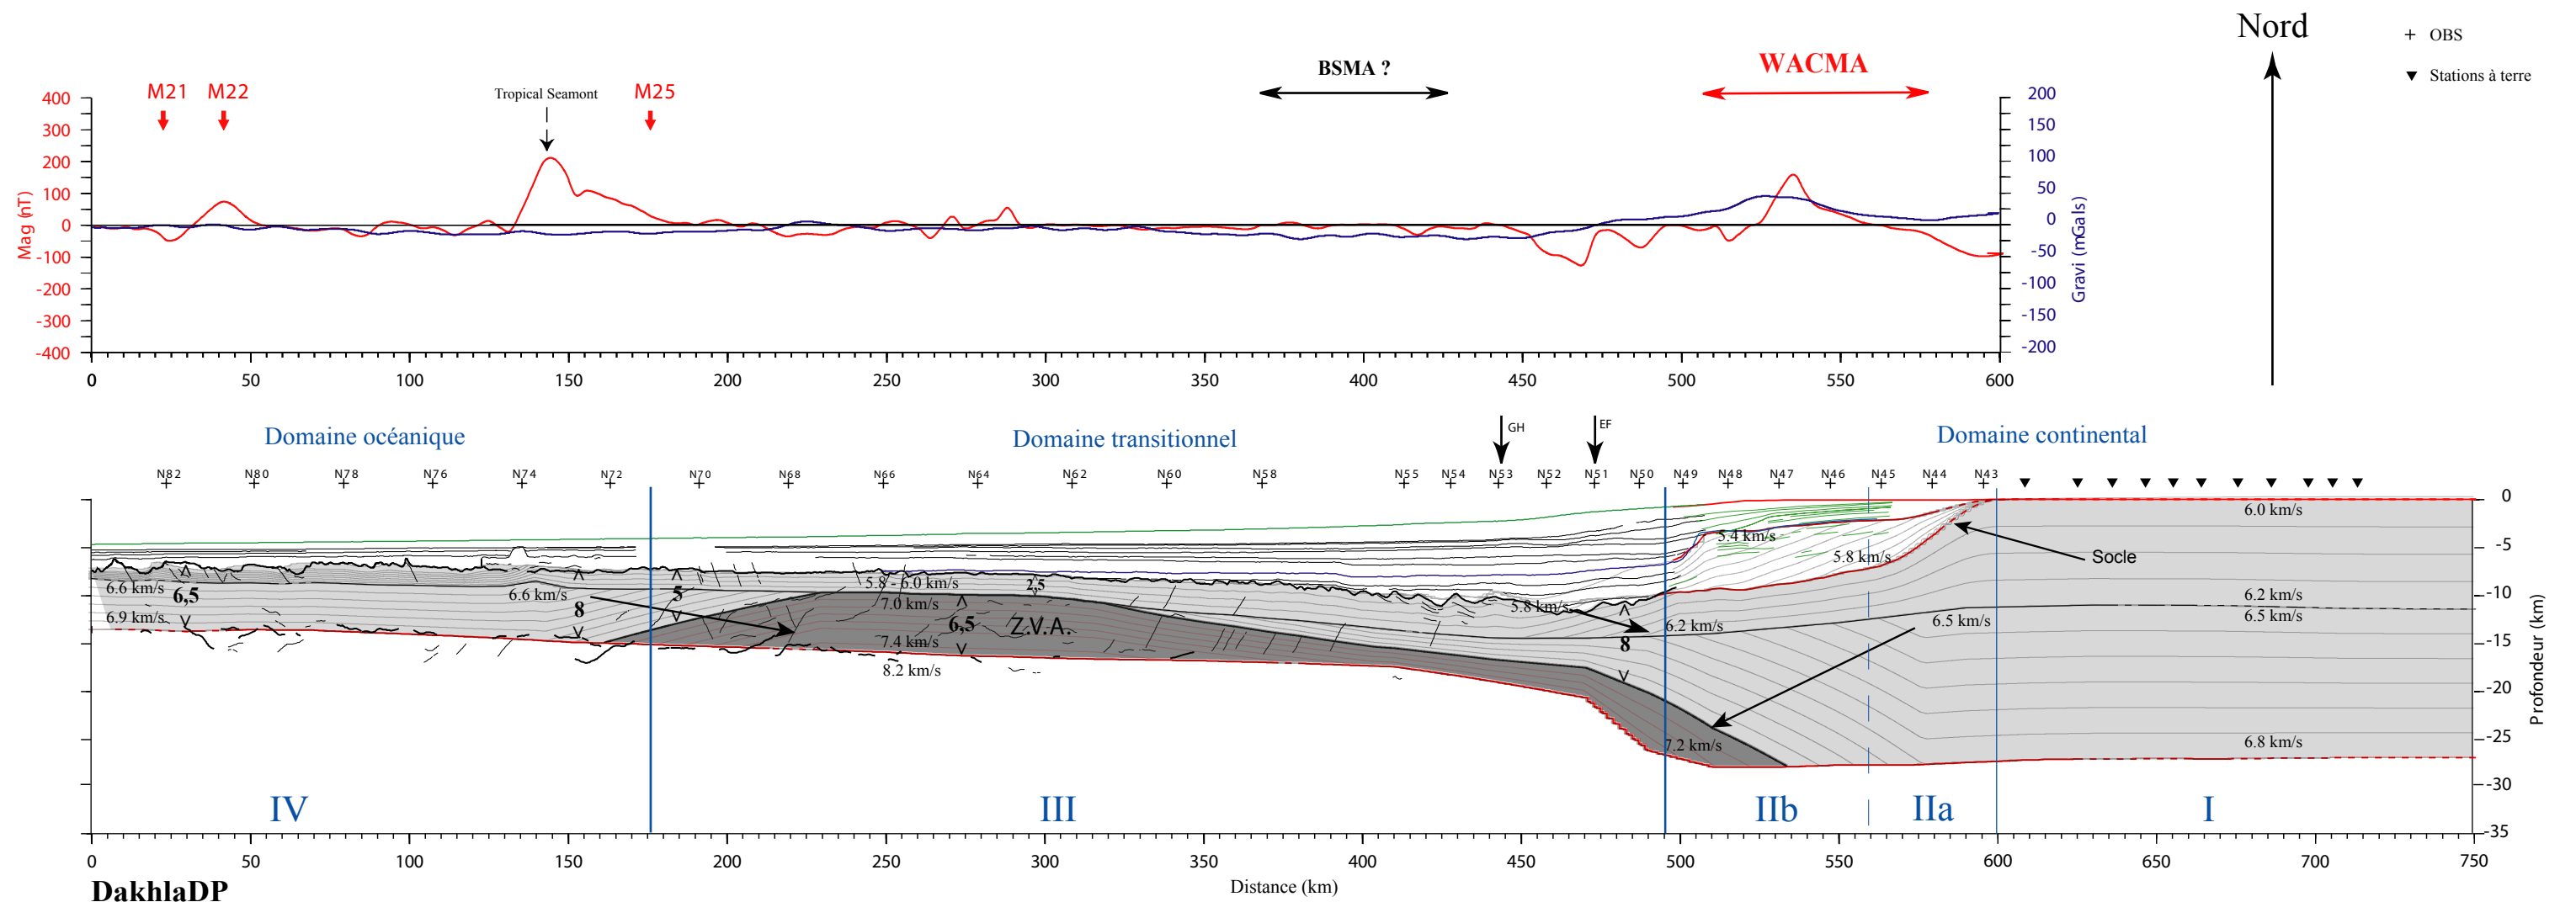 Nord
+ OBS
▼ Stations à terre
BSMA ?
WACMA
M21
M22
Tropical Seamont
M25
400
300
200
100
0
-100
-200
-300
-400
Mag (nT)
200
150
100
50
0
-50
-100
-150
-200
Gravi (mGals)
0 50 100 150 200 250 300 350 400 450 500 550 600
GH
EF
Domaine océanique
Domaine transitionnel
Domaine continental
N82 N80 N78 N76 N74 N72 N70 N68 N66 N64 N62 N60 N58 N55 N54 N53 N52 N51 N50 N49 N48 N47 N46 N45 N44 N43
0
-5
-10
-15
-20
-25
-30
-35
Profondeur (km)
6.0 km/s
5.4 km/s
5.8 km/s
Socle
6.6 km/s
6,5
6.9 km/s
6.6 km/s
8
5
5.8 - 6.0 km/s
2,5
7.0 km/s
6,5
Z.V.A.
7.4 km/s
8.2 km/s
5.8km/s
8
6.2 km/s
6.5 km/s
6.2 km/s
6.5 km/s
7.2 km/s
6.8 km/s
IV
III
IIb
IIa
I
0 50 100 150 200 250 300 350 400 450 500 550 600 650 700 750
Distance (km)
DakhlaDP